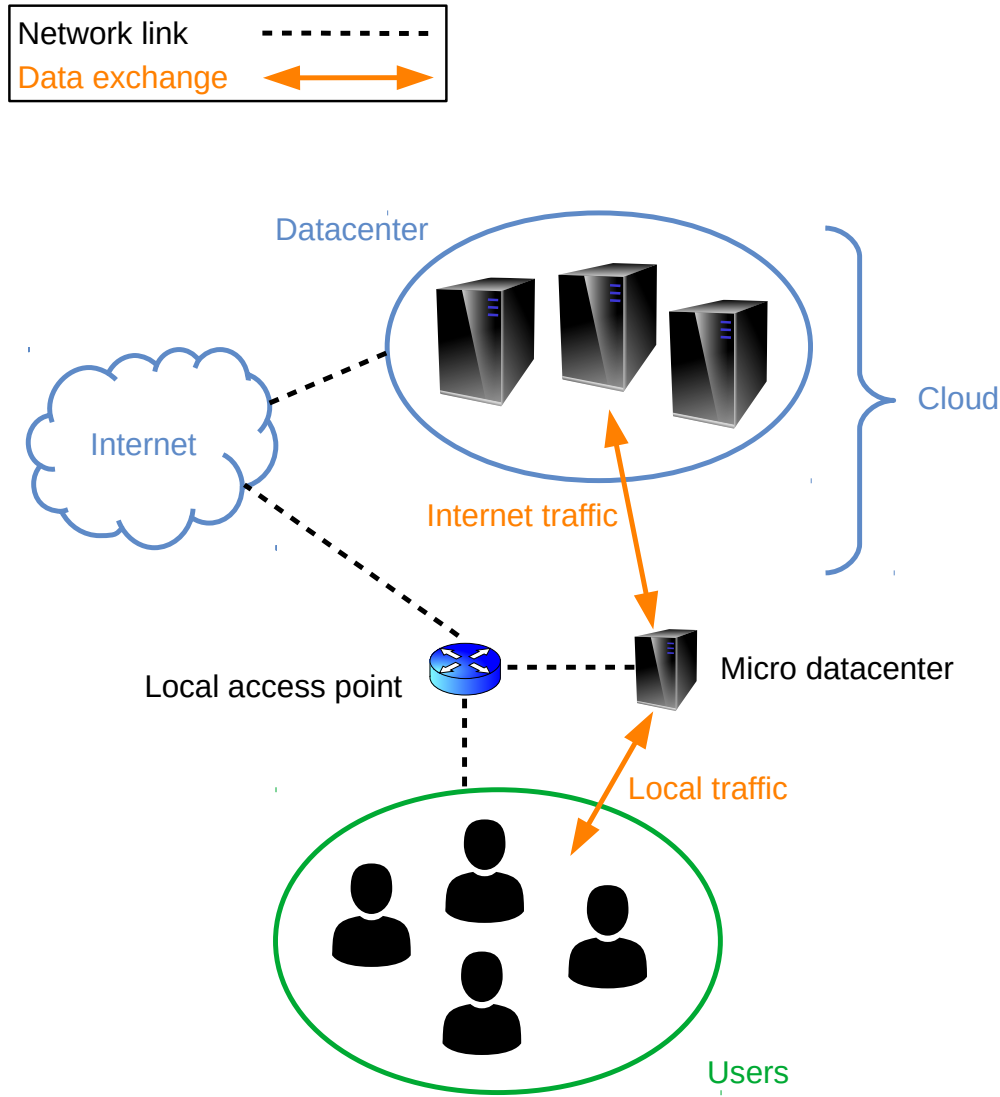 Network link
Data exchange
Datacenter
Cloud
Internet
Internet traffic
Local access point
Micro datacenter
Local traffic
Users